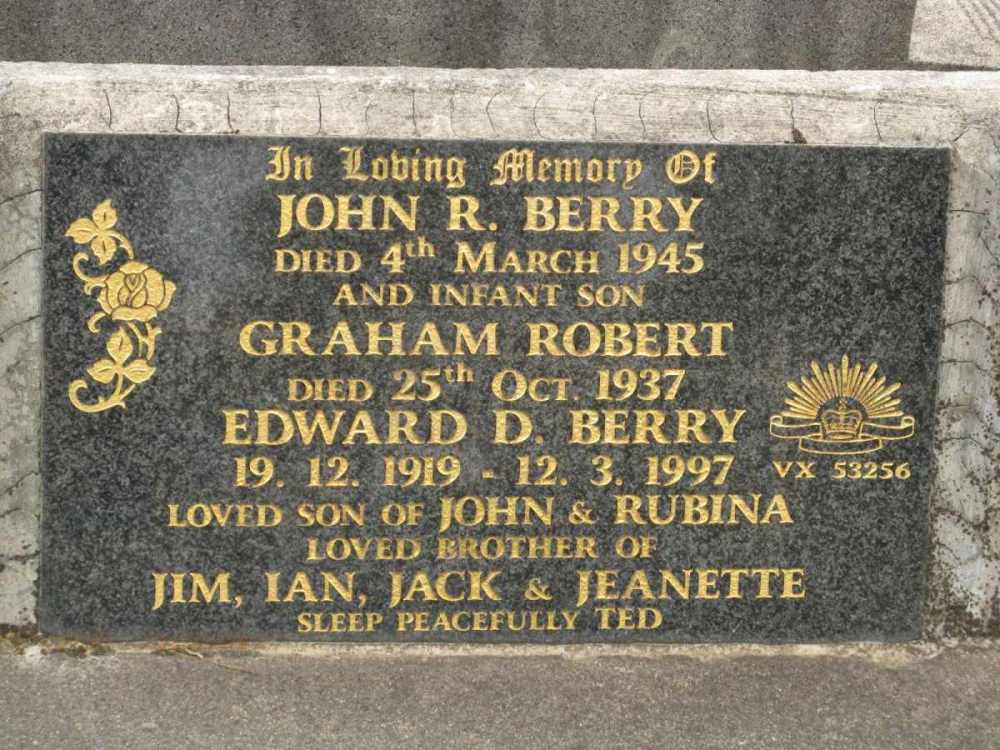 In Loving Memory Of
JOHN R. BERRY
DIED 4th MARCH 1945
AND INFANT SON
GRAHAM ROBERT
DIED 25th OCT. 1937
EDWARD D. BERRY
19. 12. 1919 - 12. 3. 1997
VX 53256
LOVED SON OF JOHN & RUBINA
LOVED BROTHER OF
JIM, IAN, JACK & JEANETTE
SLEEP PEACEFULLY TED